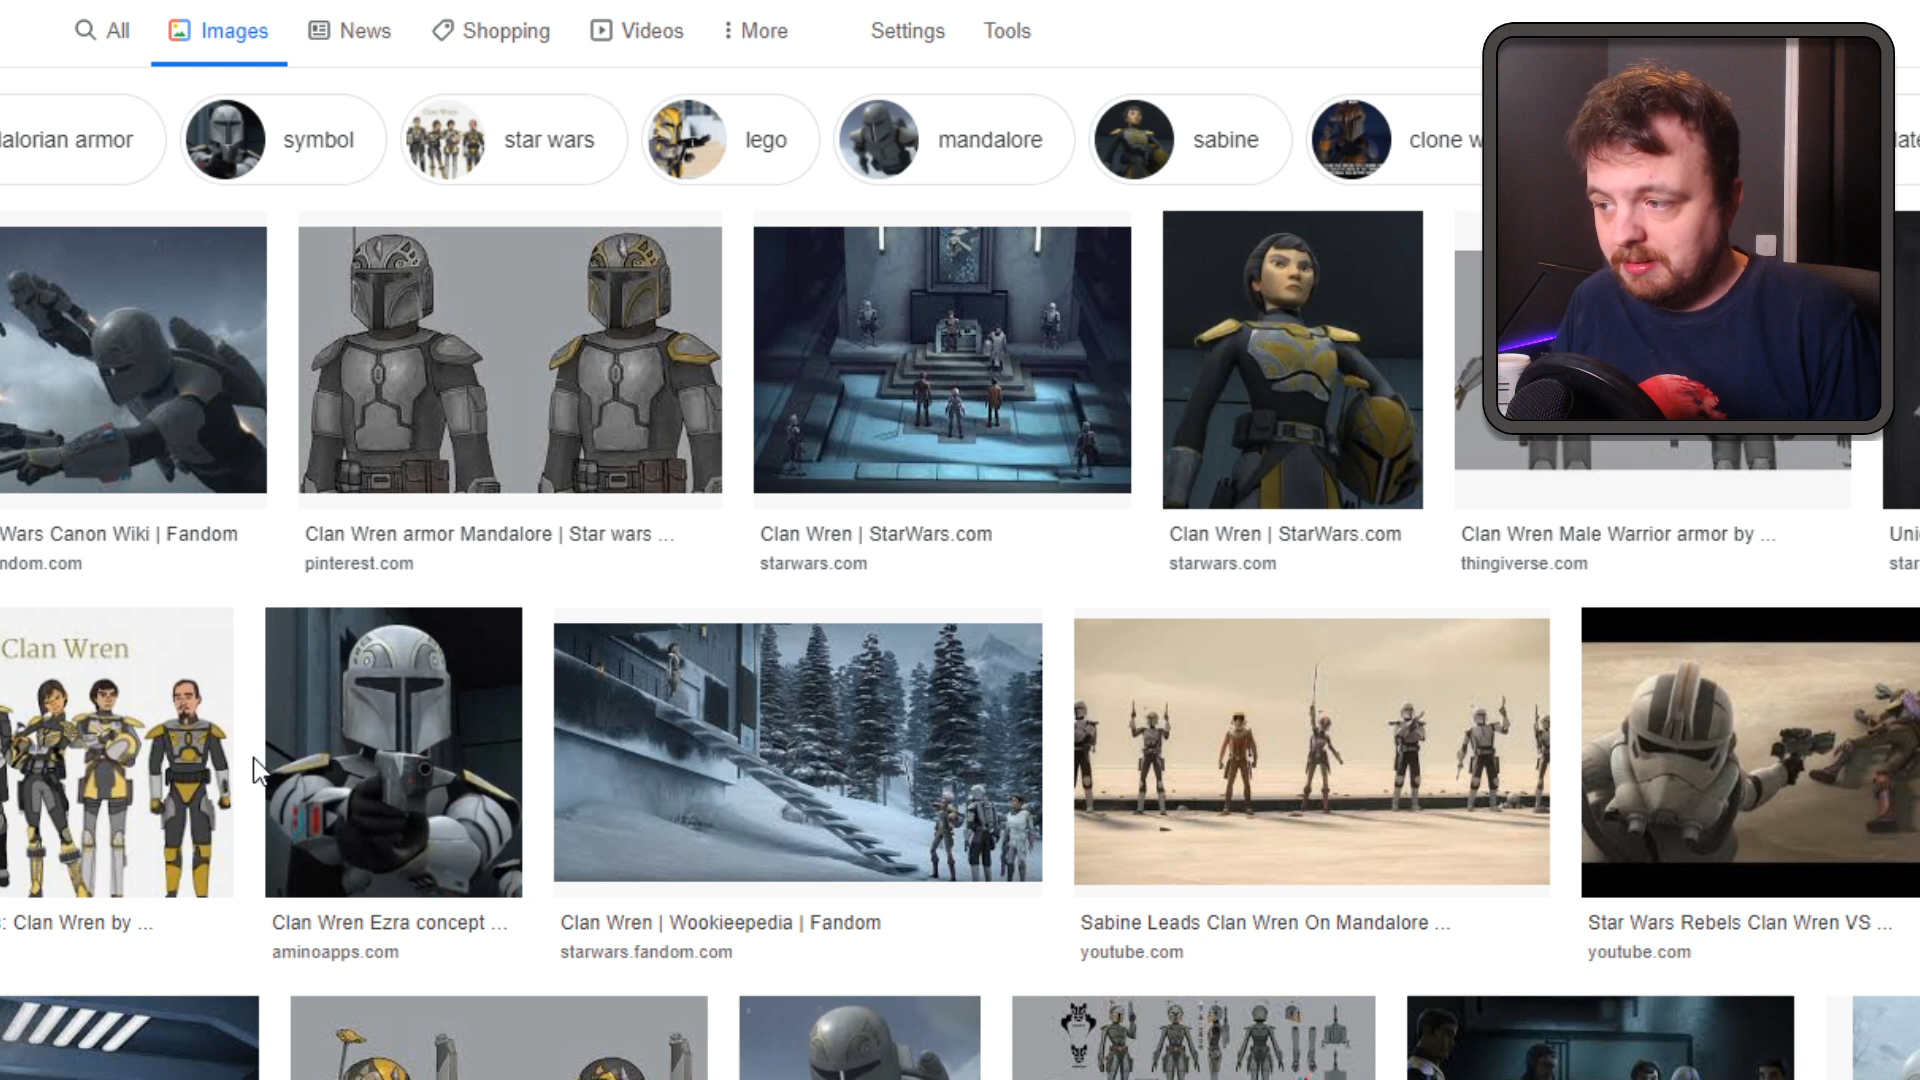 All
Images
News
Shopping
Videos
More
Settings
Tools
alorian armor
symbol
star wars
lego
mandalore
sabine
clone w
Wars Canon Wiki | Fandom
ndom.com
Clan Wren armor Mandalore | Star wars ...
pinterest.com
Clan Wren | StarWars.com
starwars.com
Clan Wren | StarWars.com
starwars.com
Clan Wren Male Warrior armor by ...
thingiverse.com
Clan Wren
: Clan Wren by ...
Clan Wren Ezra concept ...
aminoapps.com
Clan Wren | Wookieepedia | Fandom
starwars.fandom.com
Sabine Leads Clan Wren On Mandalore ...
youtube.com
Star Wars Rebels Clan Wren VS ...
youtube.com